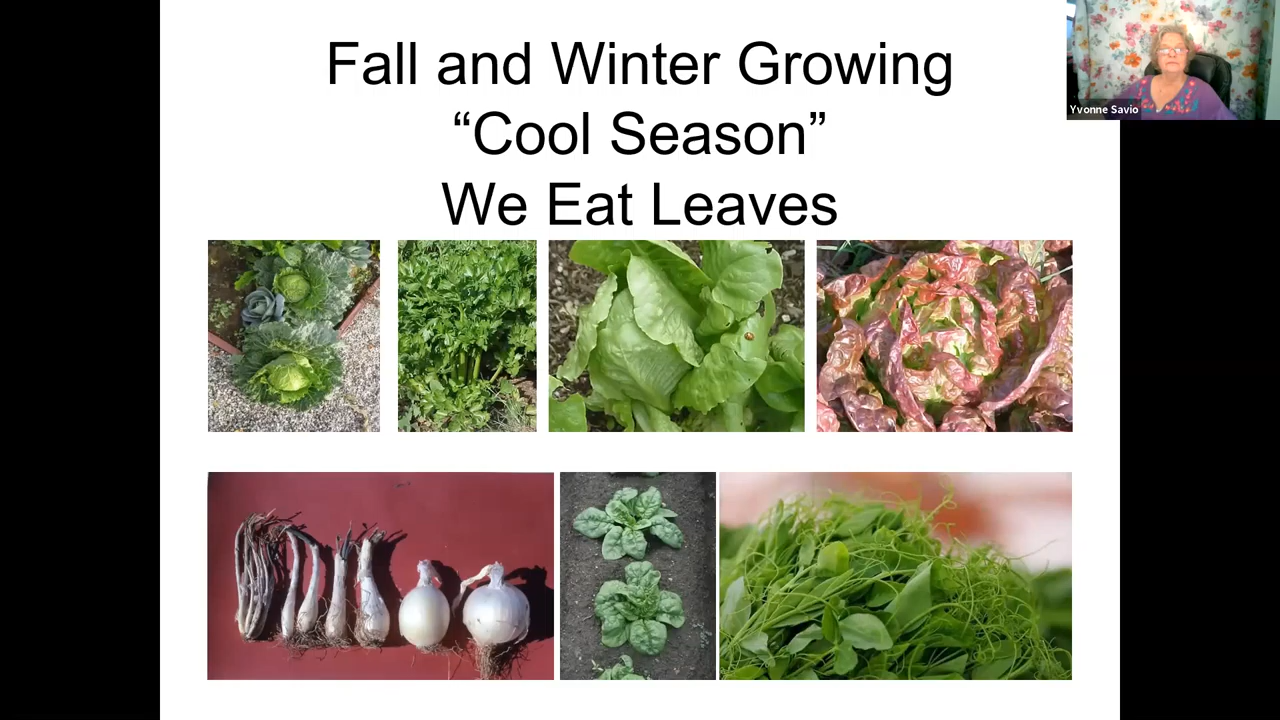 Fall and Winter Growing
“Cool Season”
We Eat Leaves
Yvonne Savio